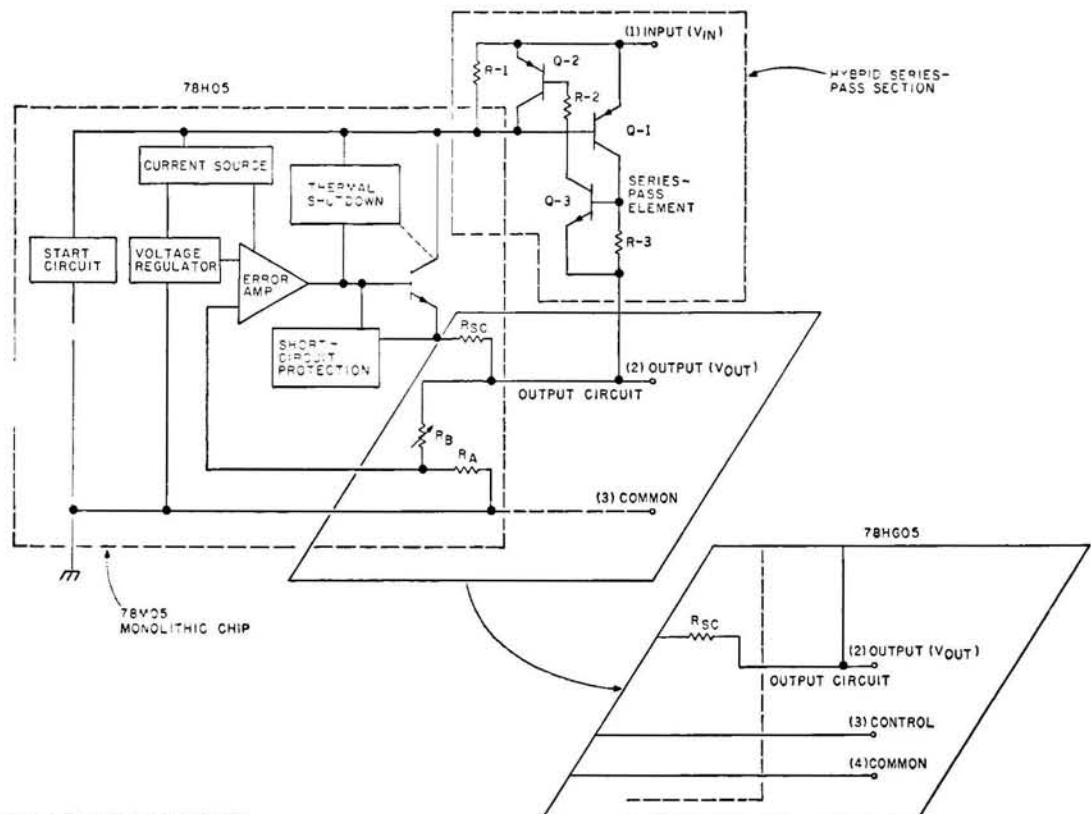 (1) INPUT (VIN)
Q-2
R-1
R-2
HYBRID SERIES-
PASS SECTION
78H05
Q-1
CURRENT SOURCE
THERMAL
SHUTDOWN
SERIES-
PASS
ELEMENT
Q-3
R-3
START
CIRCUIT
VOLTAGE
REGULATOR
ERROR
AMP
RSC
SHORT-
CIRCUIT
PROTECTION
(2) OUTPUT (VOUT)
OUTPUT CIRCUIT
RB
RA
(3) COMMON
78HG05
78M05
MONOLITHIC CHIP
RSC
(2) OUTPUT (VOUT)
OUTPUT CIRCUIT
(3) CONTROL
(4) COMMON